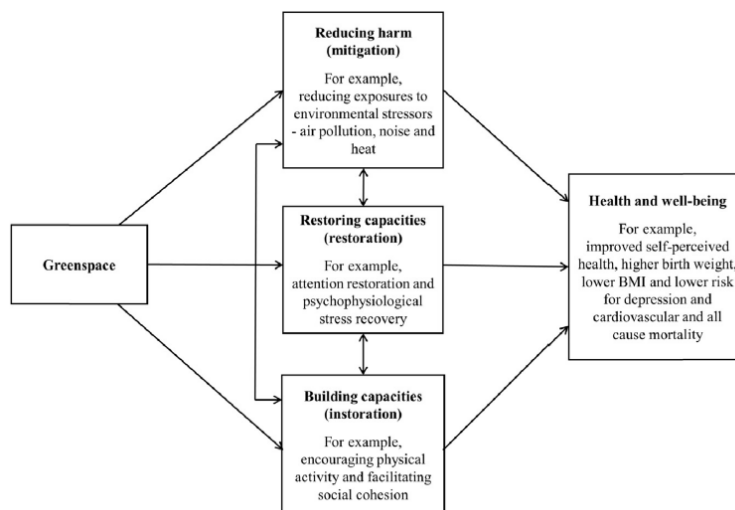 Reducing harm
(mitigation)
For example,
reducing exposures to
environmental stressors
- air pollution, noise and
heat
Greenspace
Restoring capacities
(restoration)
For example,
attention restoration and
psychophysiological
stress recovery
Building capacities
(instoration)
For example,
encouraging physical
activity and facilitating
social cohesion
Health and well-being
For example,
improved self-perceived
health, higher birth weight,
lower BMI and lower risk
for depression and
cardiovascular and all
cause mortality